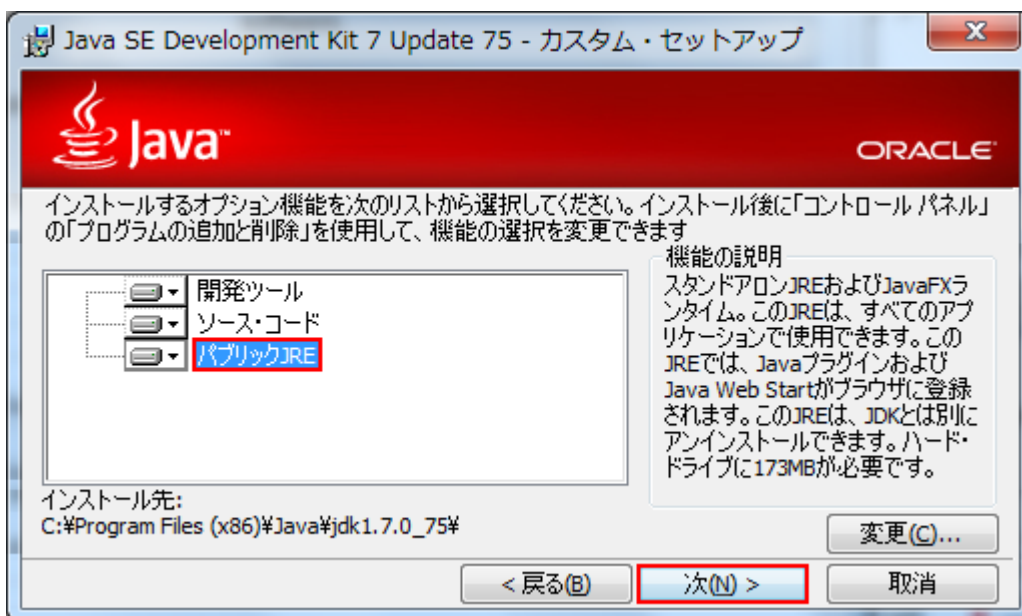 Java SE Development Kit 7 Update 75 - カスタム・セットアップ
Java™
ORACLE
インストールするオプション機能を次のリストから選択してください。インストール後に「コントロール パネル」
の「プログラムの追加と削除」を使用して、機能の選択を変更できます
開発ツール
ソース・コード
パブリックJRE
機能の説明
スタンドアロンJREおよびJavaFXラ
ンタイム。このJREは、すべてのアプ
リケーションで使用できます。この
JREでは、Javaプラグインおよび
Java Web Startがブラウザに登録
されます。このJREは、JDKとは別に
アンインストールできます。ハード・
ドライブに173MBが必要です。
インストール先:
C:¥Program Files (x86)¥Java¥jdk1.7.0_75¥
変更(C)...
< 戻る(B)
次(N) >
取消